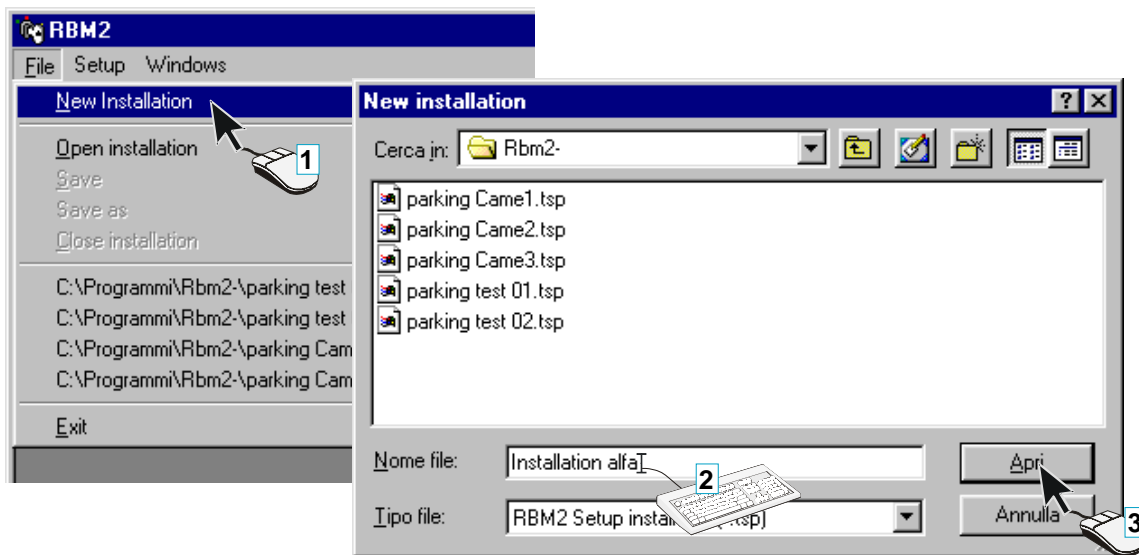 RBM2
File Setup Windows
New Installation
1
Open installation
Save
Save as
Close installation
C:\Programmi\Rbm2-\parking test
C:\Programmi\Rbm2-\parking test
C:\Programmi\Rbm2-\parking Cam
C:\Programmi\Rbm2-\parking Cam
Exit
New installation
Cerca in: Rbm2-
parking Came1.tsp
parking Came2.tsp
parking Came3.tsp
parking test 01.tsp
parking test 02.tsp
Nome file: Installation alfa
Apri
2
Tipo file: RBM2 Setup .tsp)
Annulla
3